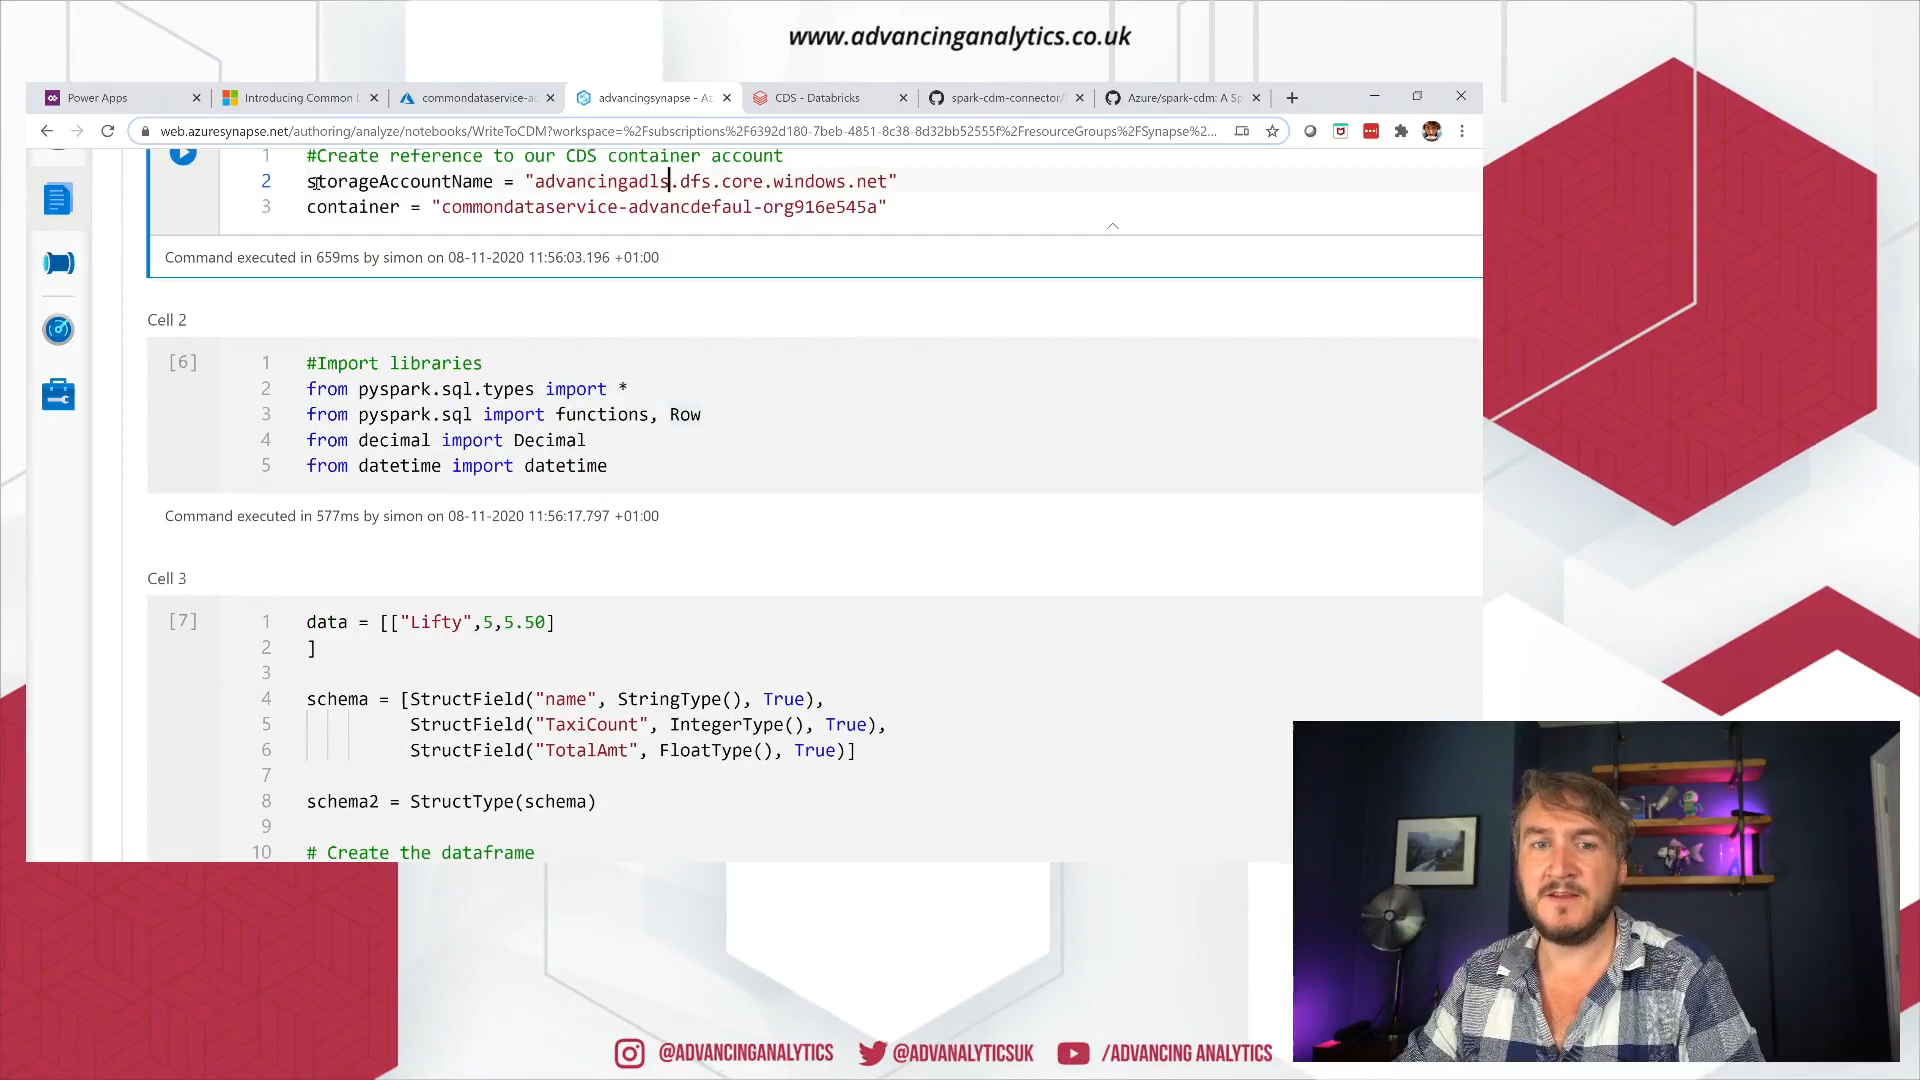 www.advancinganalytics.co.uk
Power Apps
Introducing Common D
commondataservice-ad
advancingsynapse - Az
CDS - Databricks
spark-cdm-connector/
Azure/spark-cdm: A Sp
web.azuresynapse.net/authoring/analyze/notebooks/WriteToCDM?workspace=%2Fsubscriptions%2F6392d180-7beb-4851-8c38-8d32bb52555f%2FresourceGroups%2FSynapse%2...
1 #Create reference to our CDS container account
2 storageAccountName = "advancingadls.dfs.core.windows.net"
3 container = "commondataservice-advancdefaul-org916e545a"
Command executed in 659ms by simon on 08-11-2020 11:56:03.196 +01:00
Cell 2
[6] 1 #Import libraries
2 from pyspark.sql.types import *
3 from pyspark.sql import functions, Row
4 from decimal import Decimal
5 from datetime import datetime
Command executed in 577ms by simon on 08-11-2020 11:56:17.797 +01:00
Cell 3
[7] 1 data = [["Lifty",5,5.50]
2 ]
3
4 schema = [StructField("name", StringType(), True),
5 StructField("TaxiCount", IntegerType(), True),
6 StructField("TotalAmt", FloatType(), True)]
7
8 schema2 = StructType(schema)
9
10 # Create the dataframe
@ADVANCINGANALYTICS
@ADVANALYTICSUK
/ADVANCING ANALYTICS